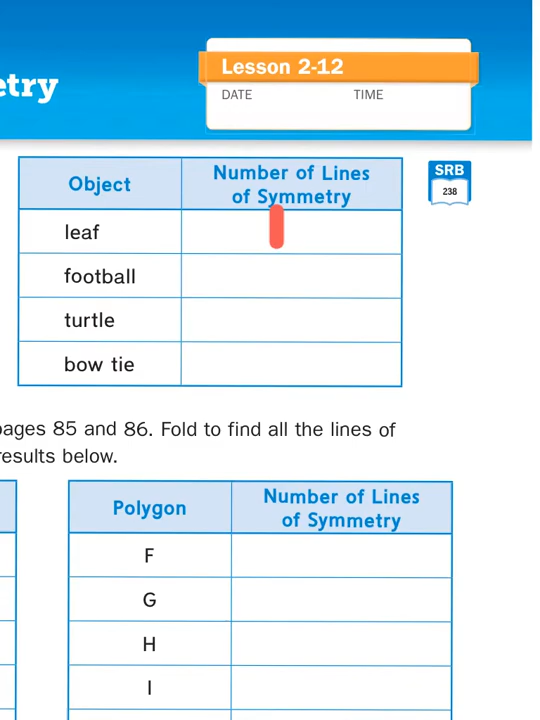 etry
Lesson 2-12
DATE TIME
SRB
238
Object Number of Lines of Symmetry
leaf
football
turtle
bow tie
pages 85 and 86. Fold to find all the lines of
results below.
Polygon Number of Lines of Symmetry
F
G
H
I